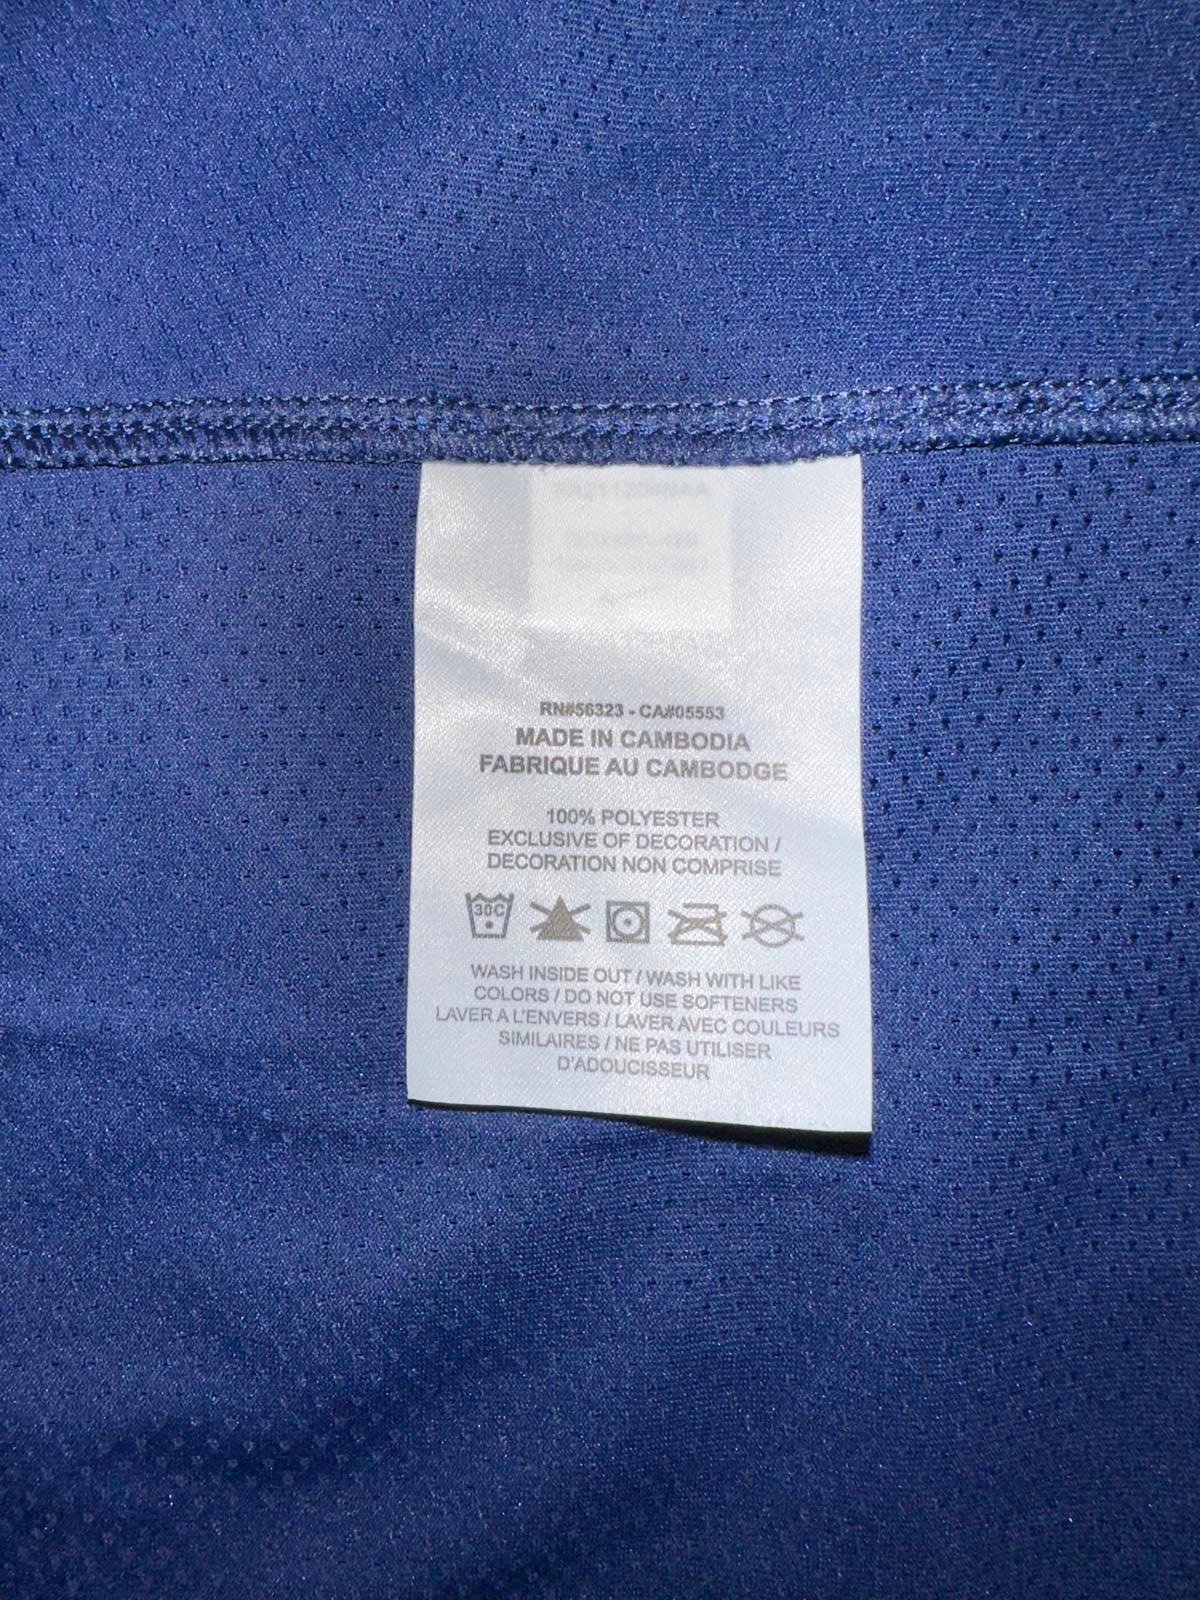 RN#56323 - CA#05553
MADE IN CAMBODIA
FABRIQUE AU CAMBODGE
100% POLYESTER
EXCLUSIVE OF DECORATION /
DECORATION NON COMPRISE
30C
WASH INSIDE OUT / WASH WITH LIKE
COLORS / DO NOT USE SOFTENERS
LAVER A L'ENVERS / LAVER AVEC COULEURS
SIMILAIRES / NE PAS UTILISER
D'ADOUCISSEUR